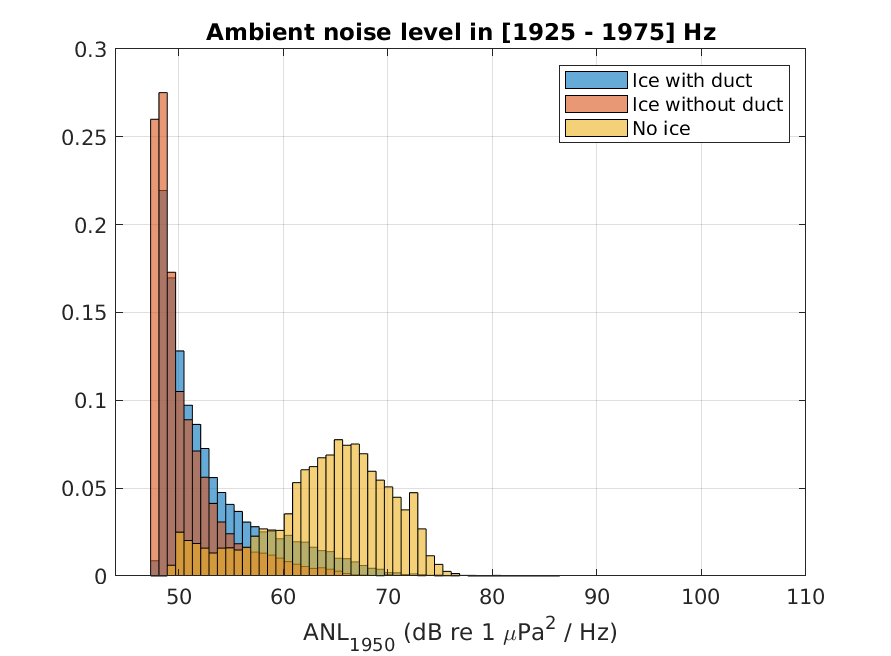 Ambient noise level in [1925 - 1975] Hz
0.3
0.25
0.2
0.15
0.1
0.05
0
Ice with duct
Ice without duct
No ice
50 60 70 80 90 100 110
ANL₁₉₅₀ (dB re 1 μPa² / Hz)